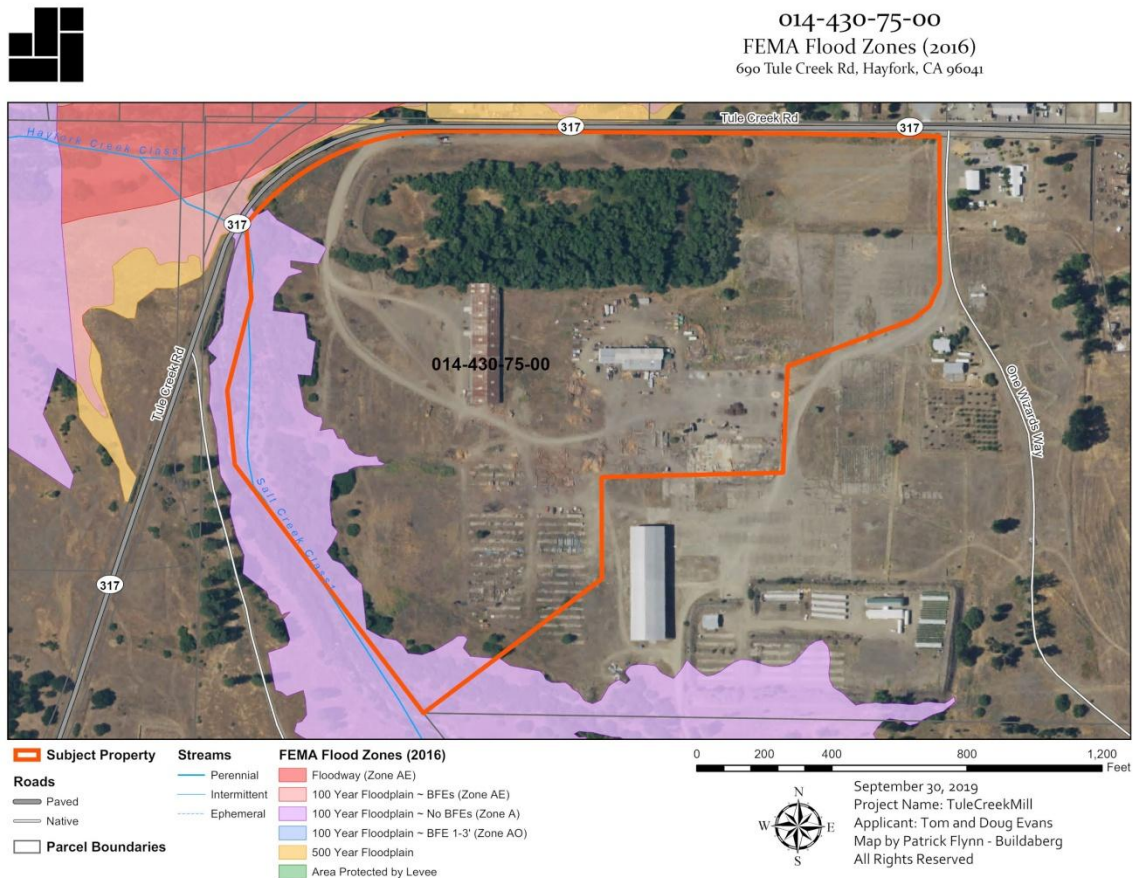 014-430-75-00
FEMA Flood Zones (2016)
690 Tule Creek Rd, Hayfork, CA 96041
Hayfork Creek Class1
317
Tule Creek Rd
317
317
Tule Creek Rd
014-430-75-00
One Wizards Way
Salt Creek Class1
317
Subject Property
Roads
Paved
Native
Parcel Boundaries
Streams
Perennial
Intermittent
Ephemeral
FEMA Flood Zones (2016)
Floodway (Zone AE)
100 Year Floodplain ~ BFEs (Zone AE)
100 Year Floodplain ~ No BFEs (Zone A)
100 Year Floodplain ~ BFE 1-3' (Zone AO)
500 Year Floodplain
Area Protected by Levee
0 200 400 800 1,200
Feet
N
W E
S
September 30, 2019
Project Name: TuleCreekMill
Applicant: Tom and Doug Evans
Map by Patrick Flynn - Buildaberg
All Rights Reserved